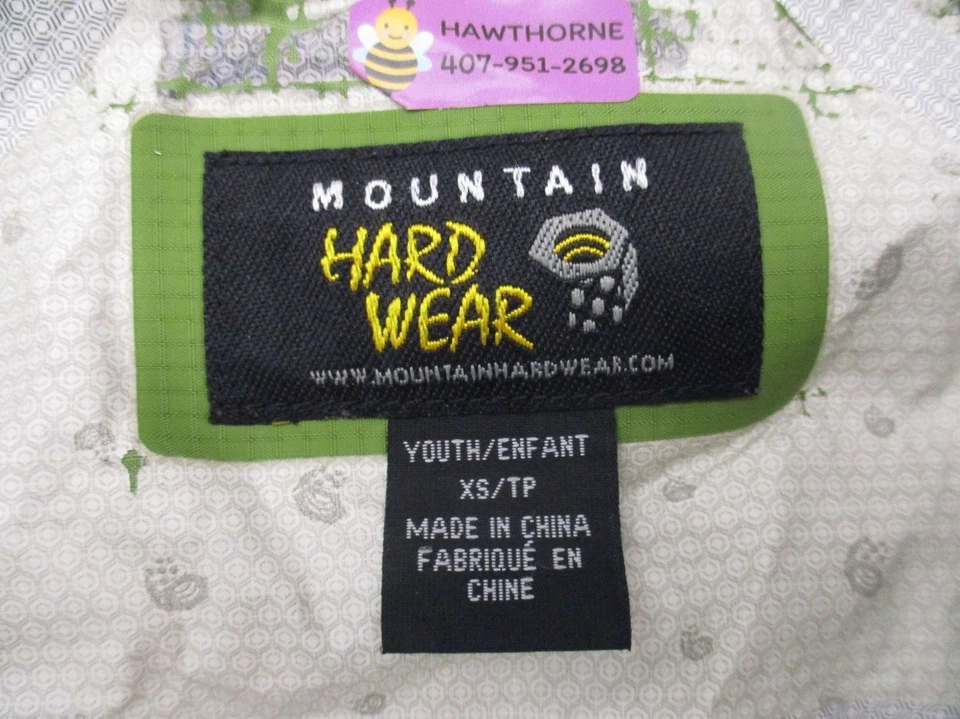 HAWTHORNE
407-951-2698
MOUNTAIN
HARD
WEAR
WWW.MOUNTAINHARDWEAR.COM
YOUTH/ENFANT
XS/TP
MADE IN CHINA
FABRIQUÉ EN
CHINE